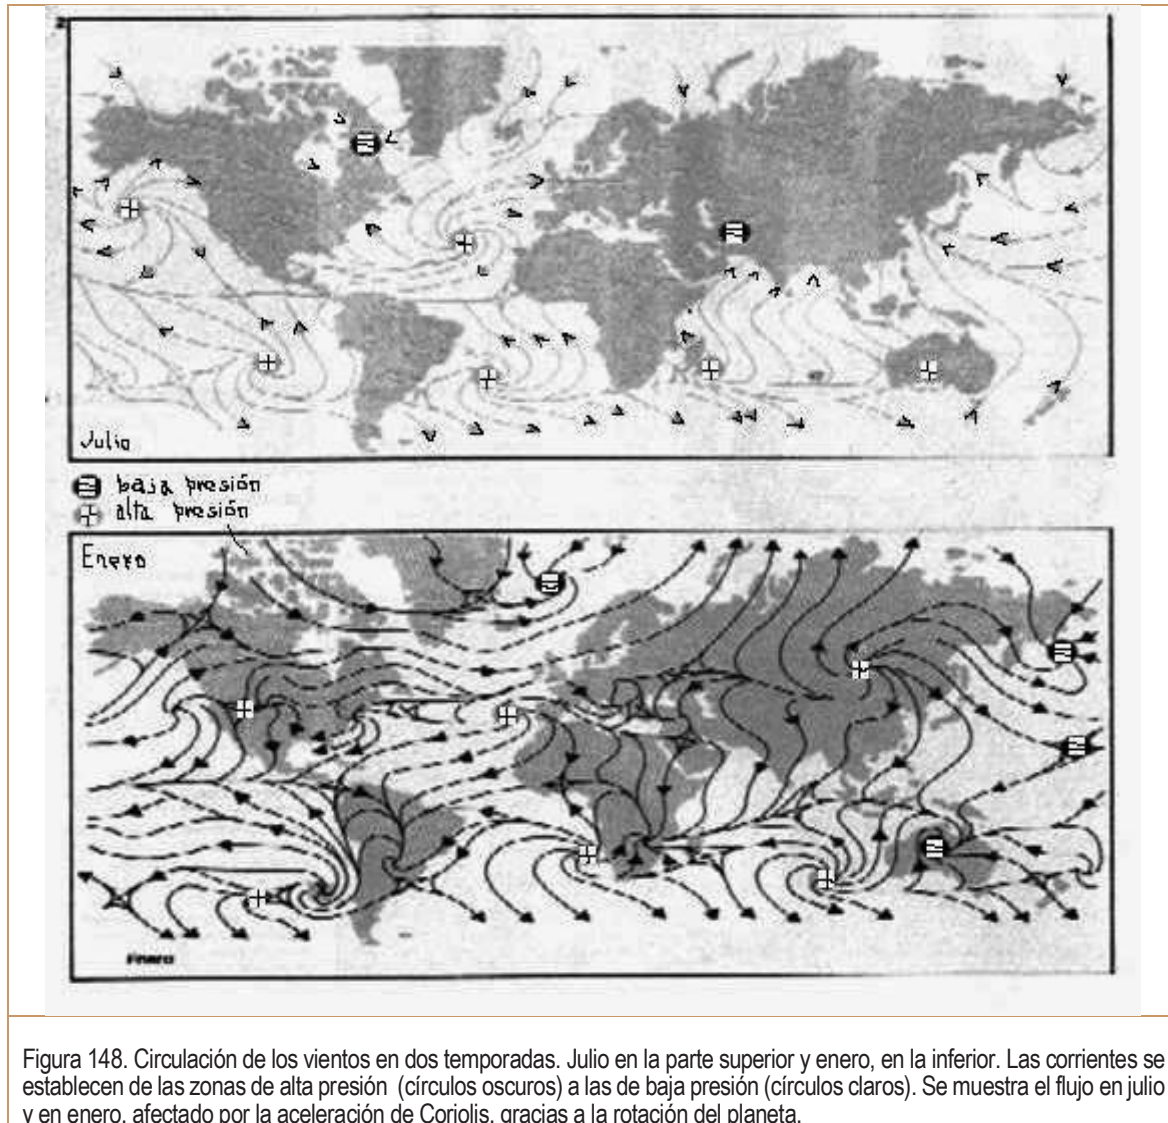 Julio
baja presión
alta presión
Enero
Enero
Figura 148. Circulación de los vientos en dos temporadas. Julio en la parte superior y enero, en la inferior. Las corrientes se
establecen de las zonas de alta presión (círculos oscuros) a las de baja presión (círculos claros). Se muestra el flujo en julio
y en enero, afectado por la aceleración de Coriolis, gracias a la rotación del planeta.